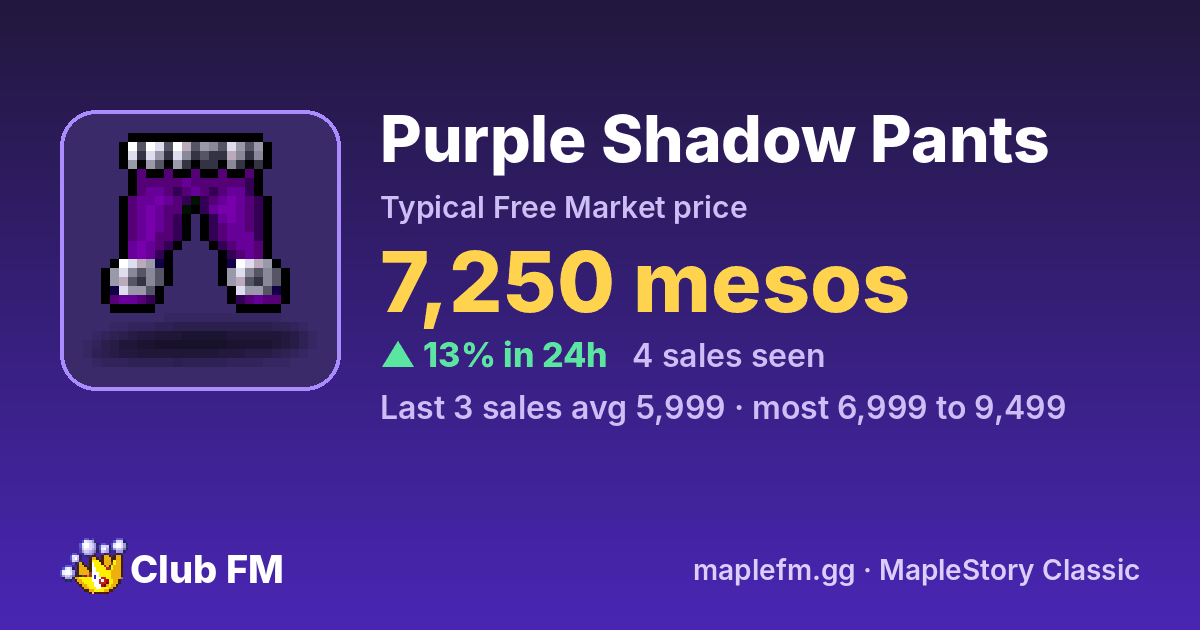 Purple Shadow Pants
Typical Free Market price
7,250 mesos
▲ 13% in 24h 4 sales seen
Last 3 sales avg 5,999 · most 6,999 to 9,499
Club FM
maplefm.gg · MapleStory Classic